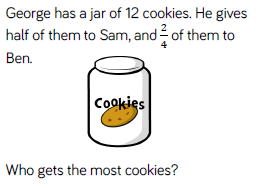 George has a jar of 12 cookies. He gives
half of them to Sam, and 2/4 of them to
Ben.
Cookies
Who gets the most cookies?